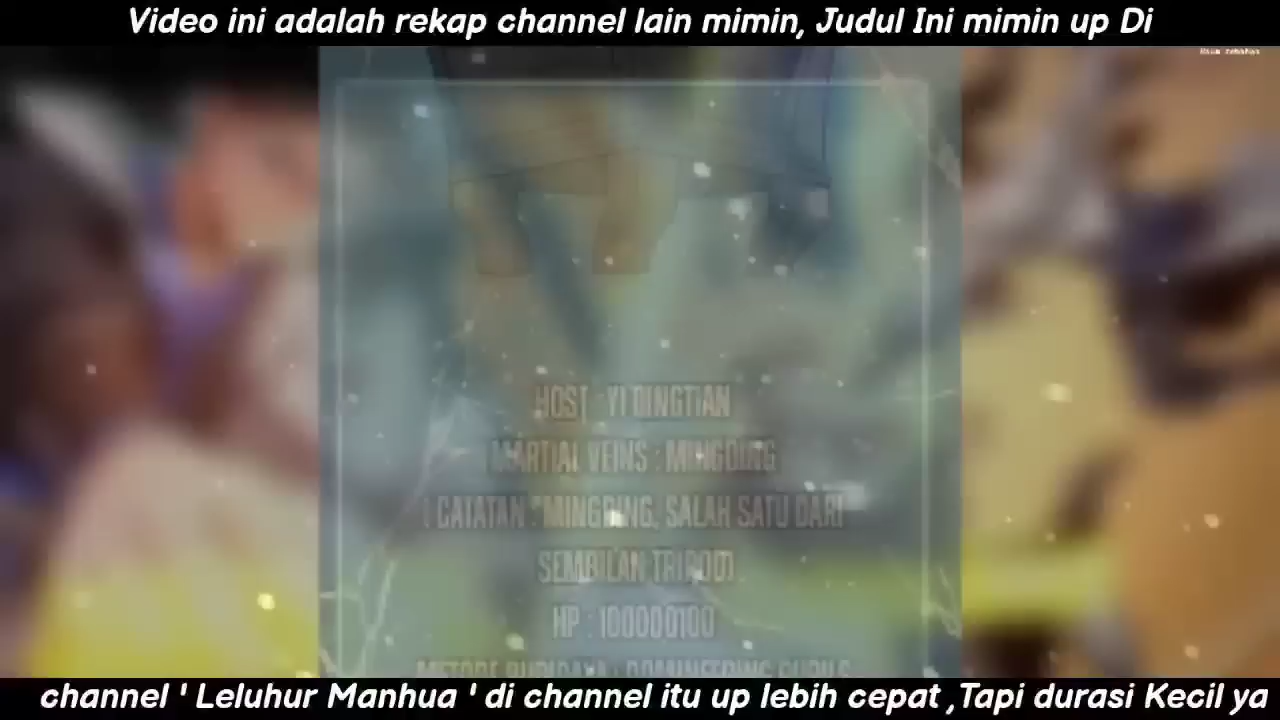 Video ini adalah rekap channel lain mimin, Judul Ini mimin up Di
HOST : YI DINGTIAN
MARTIAL VEINS : MINGDING
CATATAN : MINGDING, SALAH SATU DARI
SEMBILAN TRIPOD)
HP : 100000100
channel ' Leluhur Manhua ' di channel itu up lebih cepat ,Tapi durasi Kecil ya